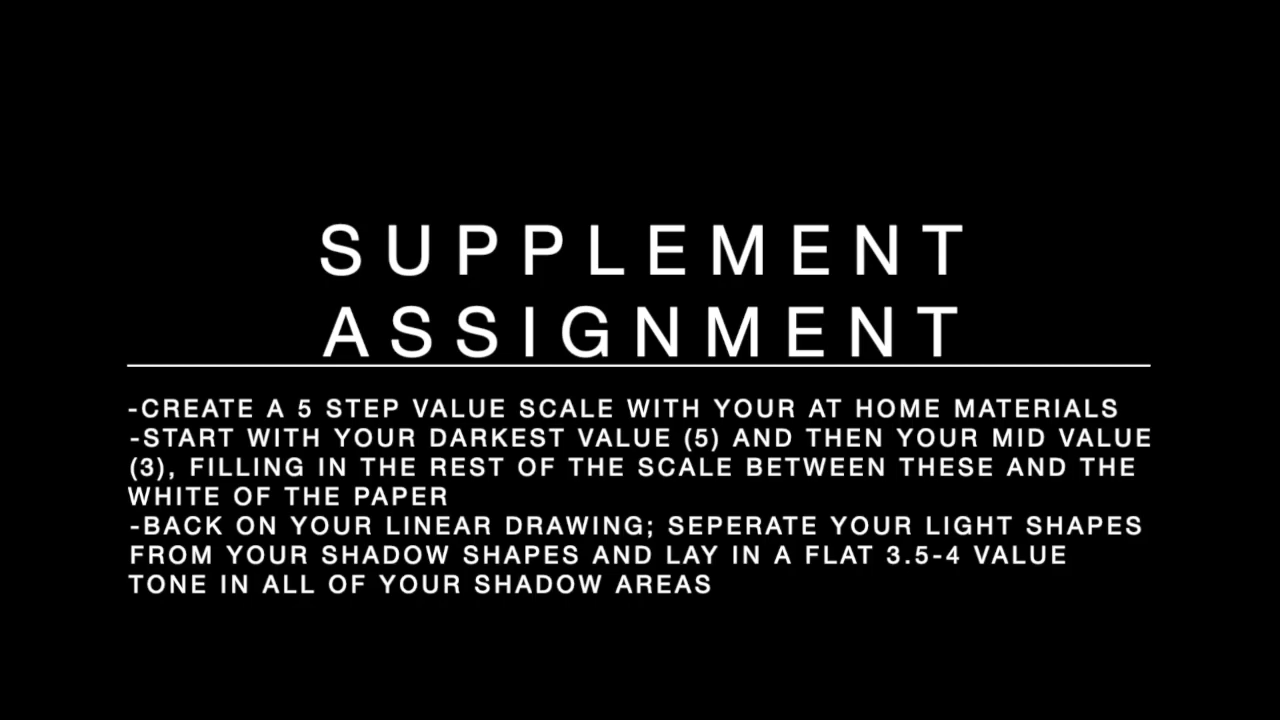 SUPPLEMENT
ASSIGNMENT
-CREATE A 5 STEP VALUE SCALE WITH YOUR AT HOME MATERIALS
-START WITH YOUR DARKEST VALUE (5) AND THEN YOUR MID VALUE
(3), FILLING IN THE REST OF THE SCALE BETWEEN THESE AND THE
WHITE OF THE PAPER
-BACK ON YOUR LINEAR DRAWING; SEPERATE YOUR LIGHT SHAPES
FROM YOUR SHADOW SHAPES AND LAY IN A FLAT 3.5-4 VALUE
TONE IN ALL OF YOUR SHADOW AREAS